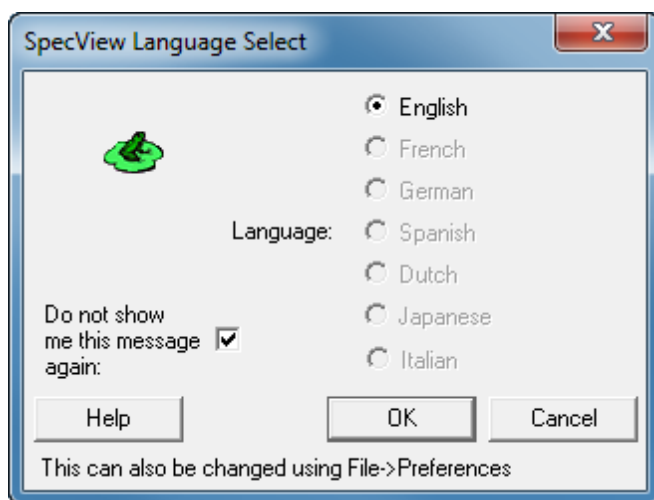 SpecView Language Select
English
French
German
Language: Spanish
Dutch
Japanese
Italian
Do not show
me this message
again:
Help OK Cancel
This can also be changed using File->Preferences